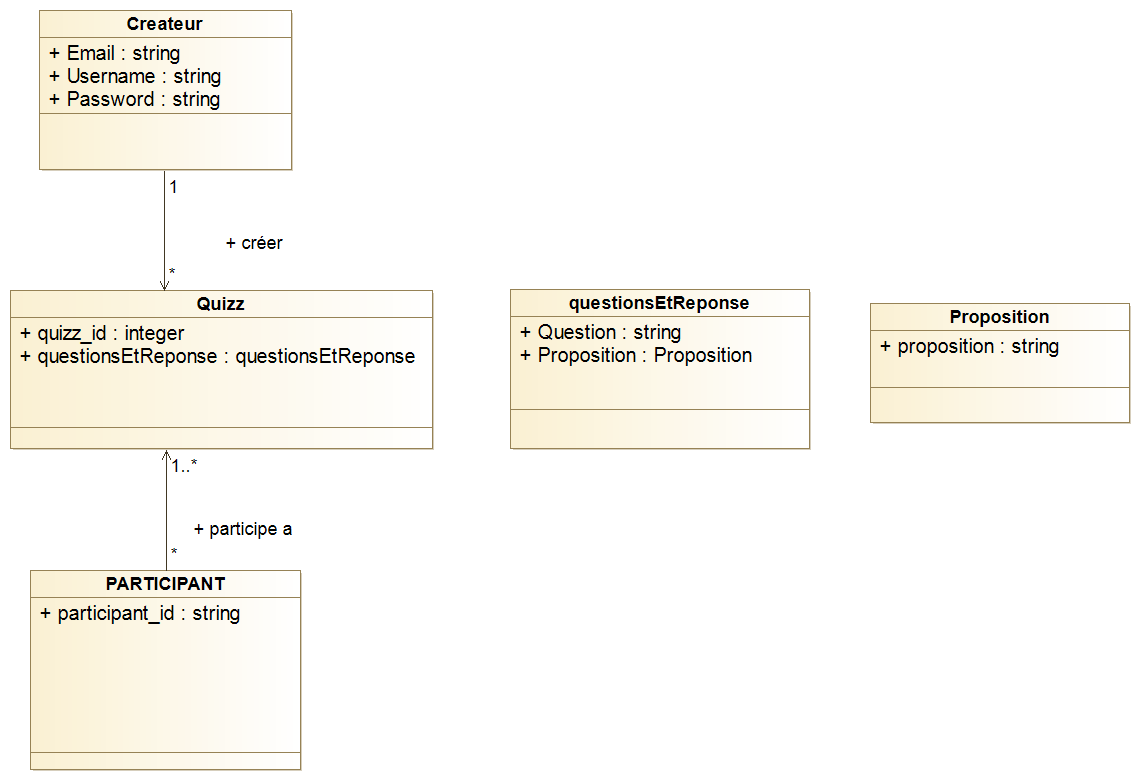 Createur
+ Email : string
+ Username : string
+ Password : string
1
+ créer
*
Quizz
+ quizz_id : integer
+ questionsEtReponse : questionsEtReponse
questionsEtReponse
+ Question : string
+ Proposition : Proposition
Proposition
+ proposition : string
1..*
+ participe a
*
PARTICIPANT
+ participant_id : string